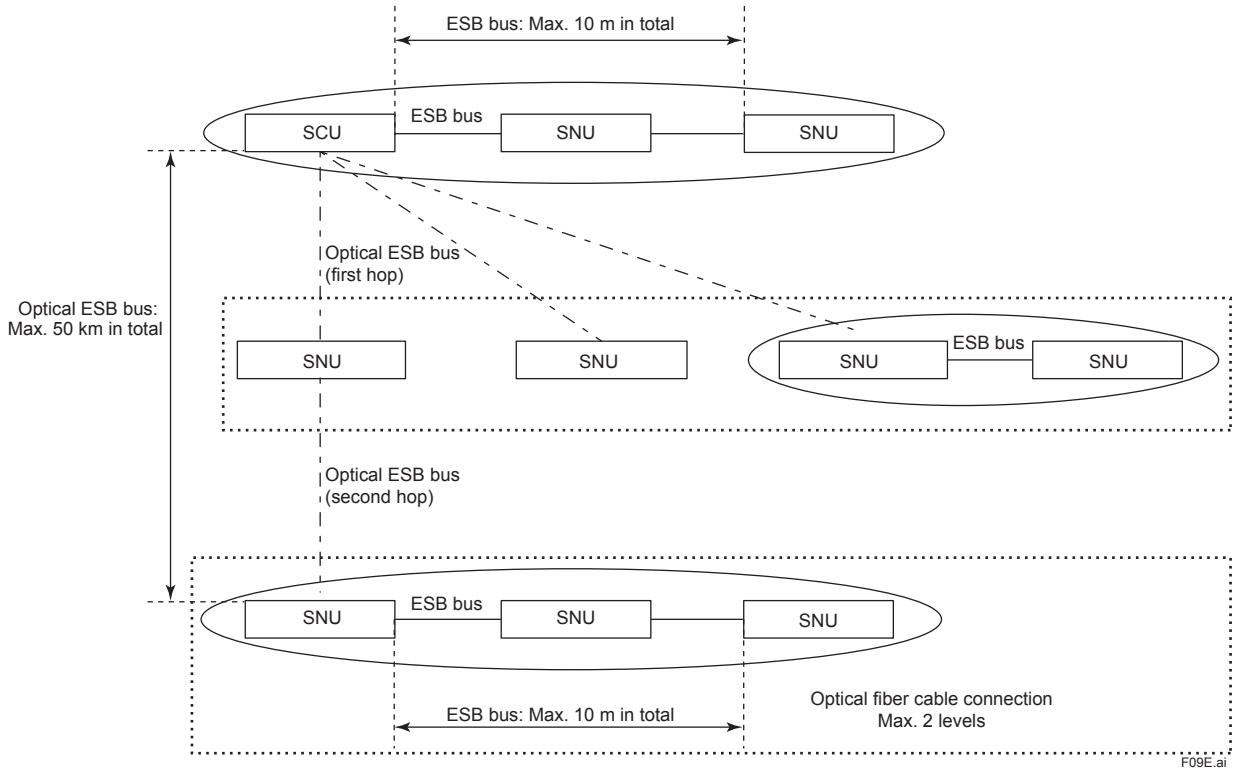 ESB bus: Max. 10 m in total
ESB bus
SCU
SNU
SNU
Optical ESB bus
(first hop)
Optical ESB bus:
Max. 50 km in total
ESB bus
SNU
SNU
SNU
SNU
Optical ESB bus
(second hop)
ESB bus
SNU
SNU
SNU
Optical fiber cable connection
Max. 2 levels
ESB bus: Max. 10 m in total
F09E.ai